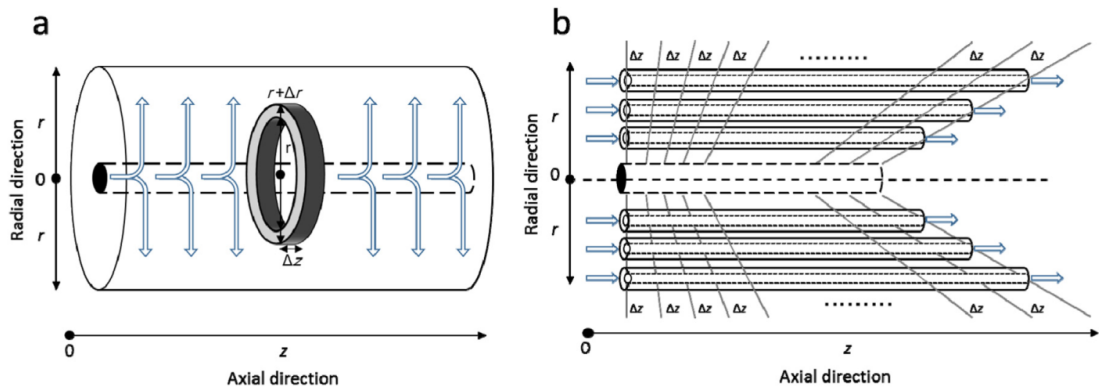 a
r+Δr
r
r
0
r
Radial direction
Δz
0
z
Axial direction
b
Δz Δz Δz Δz ......... Δz Δz
r
0
r
Radial direction
Δz Δz Δz Δz ......... Δz Δz
0
z
Axial direction